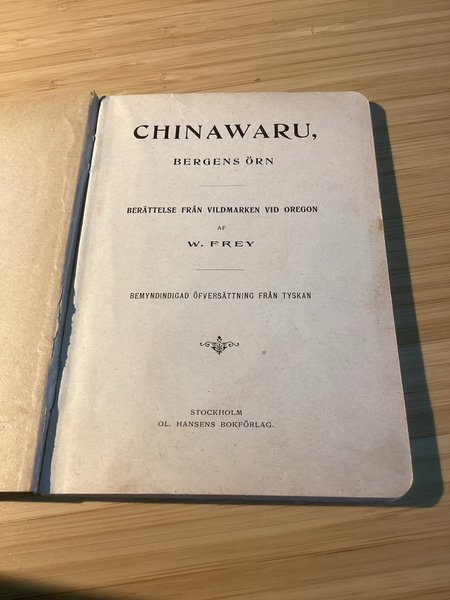 CHINAWARU,
BERGENS ÖRN
BERÄTTELSE FRÅN VILDMARKEN VID OREGON
AF
W. FREY
BEMYNDINDIGAD ÖFVERSÄTTNING FRÅN TYSKAN
STOCKHOLM
OL. HANSENS BOKFÖRLAG.